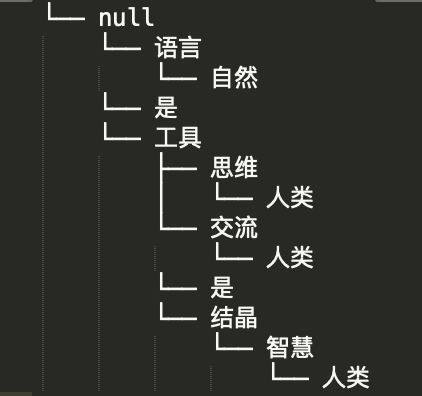 null
语言
自然
是
工具
思维
人类
交流
人类
是
结晶
智慧
人类